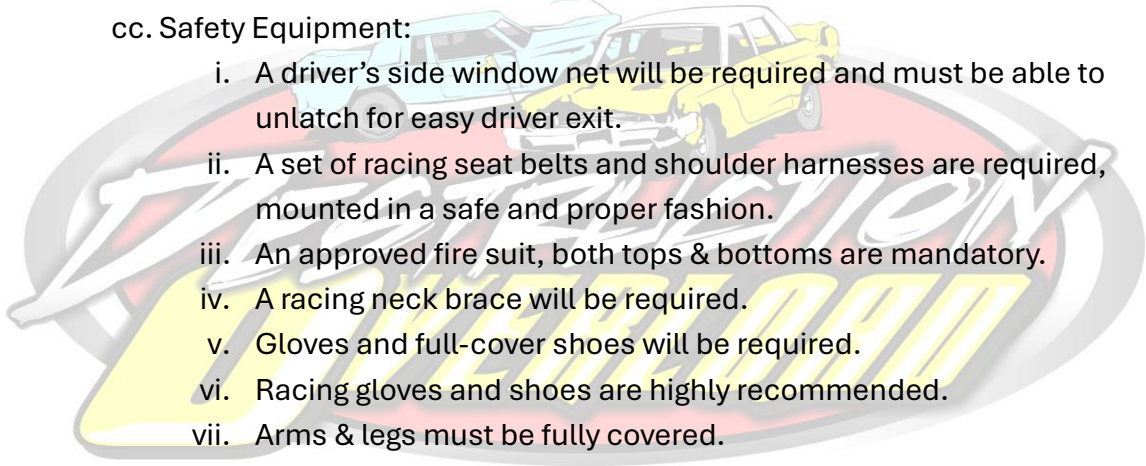 cc. Safety Equipment:
i. A driver’s side window net will be required and must be able to
unlatch for easy driver exit.
ii. A set of racing seat belts and shoulder harnesses are required,
mounted in a safe and proper fashion.
iii. An approved fire suit, both tops & bottoms are mandatory.
iv. A racing neck brace will be required.
v. Gloves and full-cover shoes will be required.
vi. Racing gloves and shoes are highly recommended.
vii. Arms & legs must be fully covered.
DESTRUCTION
OVERLOAD